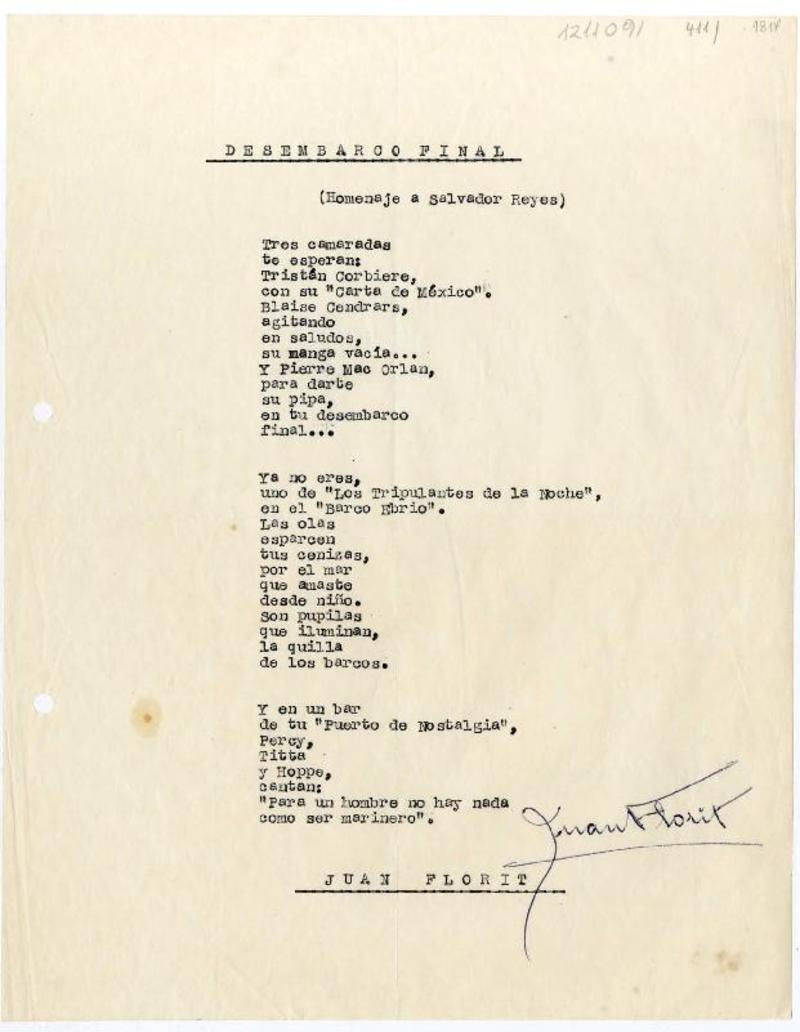 1211091 411/
DESEMBARCO FINAL
(Homenaje a Salvador Reyes)
Tres camaradas
te esperan:
Tristán Corbiere,
con su "Carta de México".
Blaise Cendrars,
agitando
en saludos,
su manga vacía...
Y Pierre Mac Orlan,
para darte
su pipa,
en tu desembarco
final...
Ya no eres,
uno de "Los Tripulantes de la Noche",
en el "Barco Ebrio".
Las olas
esparcen
tus cenizas,
por el mar
que amaste
desde niño.
Son pupilas
que iluminan,
la quilla
de los barcos.
Y en un bar
de tu "Puerto de Nostalgia",
Percy,
Titta
y Hoppe,
cantan:
"Para un hombre no hay nada
como ser marinero".
Juan Florit
JUAN FLORIT